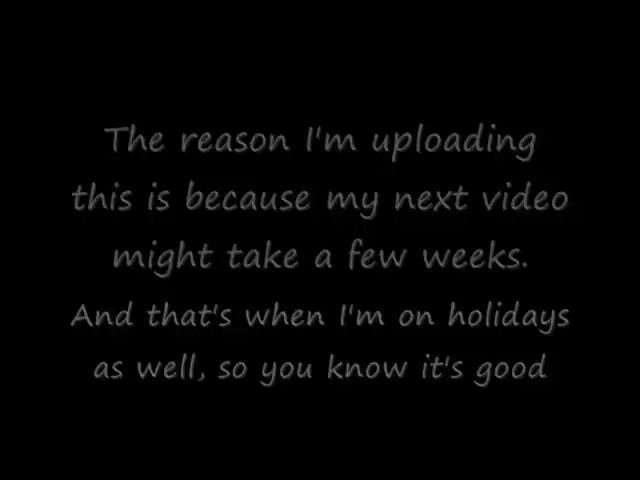 The reason I'm uploading
this is because my next video
might take a few weeks.
And that's when I'm on holidays
as well, so you know it's good